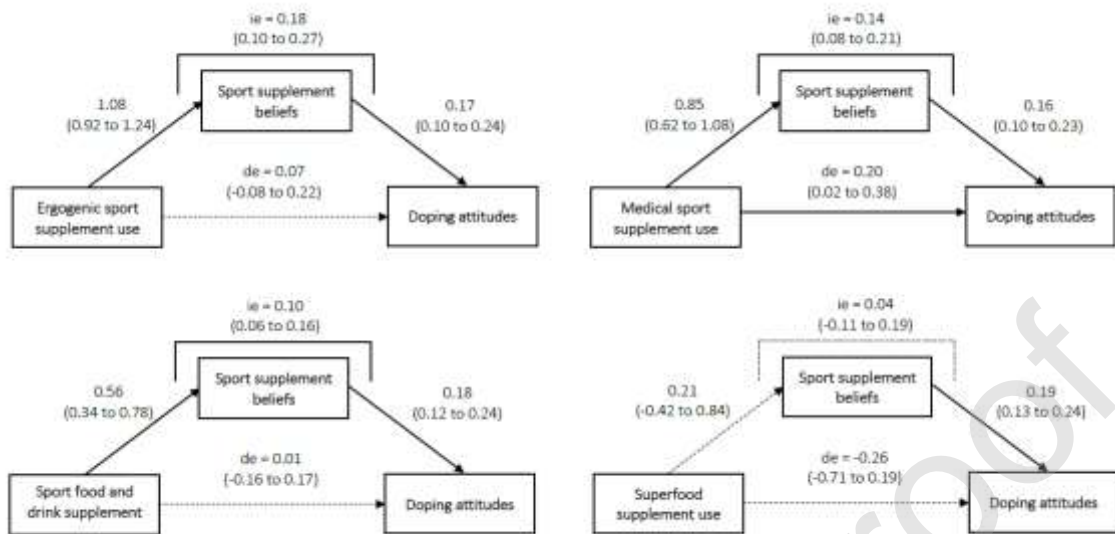 ie = 0.18
(0.10 to 0.27)
Sport supplement
beliefs
1.08
(0.92 to 1.24)
0.17
(0.10 to 0.24)
de = 0.07
(-0.08 to 0.22)
Ergogenic sport
supplement use
Doping attitudes
ie = 0.14
(0.08 to 0.21)
Sport supplement
beliefs
0.85
(0.62 to 1.08)
0.16
(0.10 to 0.23)
de = 0.20
(0.02 to 0.38)
Medical sport
supplement use
Doping attitudes
ie = 0.10
(0.06 to 0.16)
Sport supplement
beliefs
0.56
(0.34 to 0.78)
0.18
(0.12 to 0.24)
de = 0.01
(-0.16 to 0.17)
Sport food and
drink supplement
Doping attitudes
ie = 0.04
(-0.11 to 0.19)
Sport supplement
beliefs
0.21
(-0.42 to 0.84)
0.19
(0.13 to 0.24)
de = -0.26
(-0.71 to 0.19)
Superfood
supplement use
Doping attitudes
roof